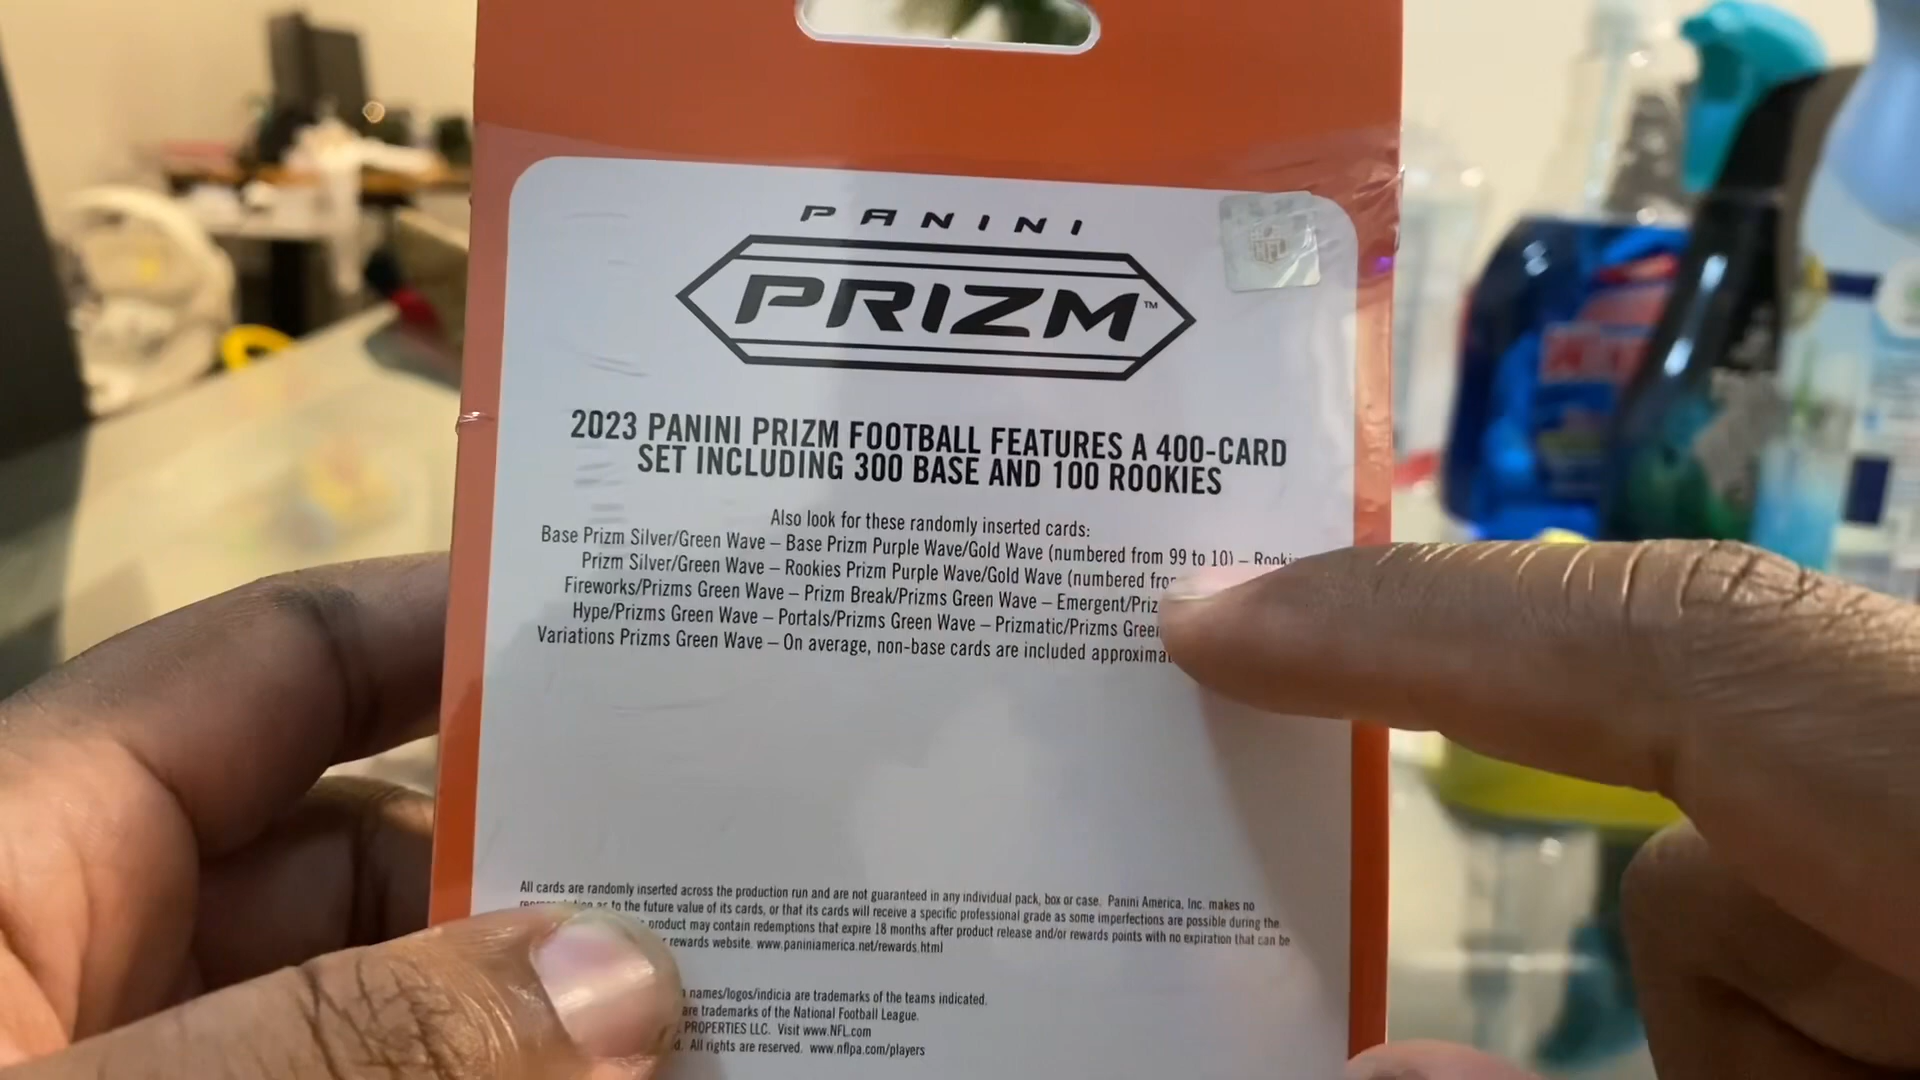 PANINI
PRIZM™
NFL
2023 PANINI PRIZM FOOTBALL FEATURES A 400-CARD
SET INCLUDING 300 BASE AND 100 ROOKIES
Also look for these randomly inserted cards:
Base Prizm Silver/Green Wave – Base Prizm Purple Wave/Gold Wave (numbered from 99 to 10) –
Prizm Silver/Green Wave – Rookies Prizm Purple Wave/Gold Wave (numbered
Fireworks/Prizms Green Wave – Prizm Break/Prizms Green Wave – Emergent/
Hype/Prizms Green Wave – Portals/Prizms Green Wave – Prizmatic/Prizms Green
Variations Prizms Green Wave – On average, non-base cards are included
All cards are randomly inserted across the production run and are not guaranteed in any individual pack, box or case. Panini America, Inc. makes no
to the future value of its cards, or that its cards will receive a specific professional grade as some imperfections are possible during the
product may contain redemptions that expire 18 months after product release and/or rewards points with no expiration that can be
rewards website. www.paniniamerica.net/rewards.html
names/logos/indicia are trademarks of the teams indicated.
are trademarks of the National Football League.
PROPERTIES LLC. Visit www.NFL.com
All rights are reserved. www.nflpa.com/players